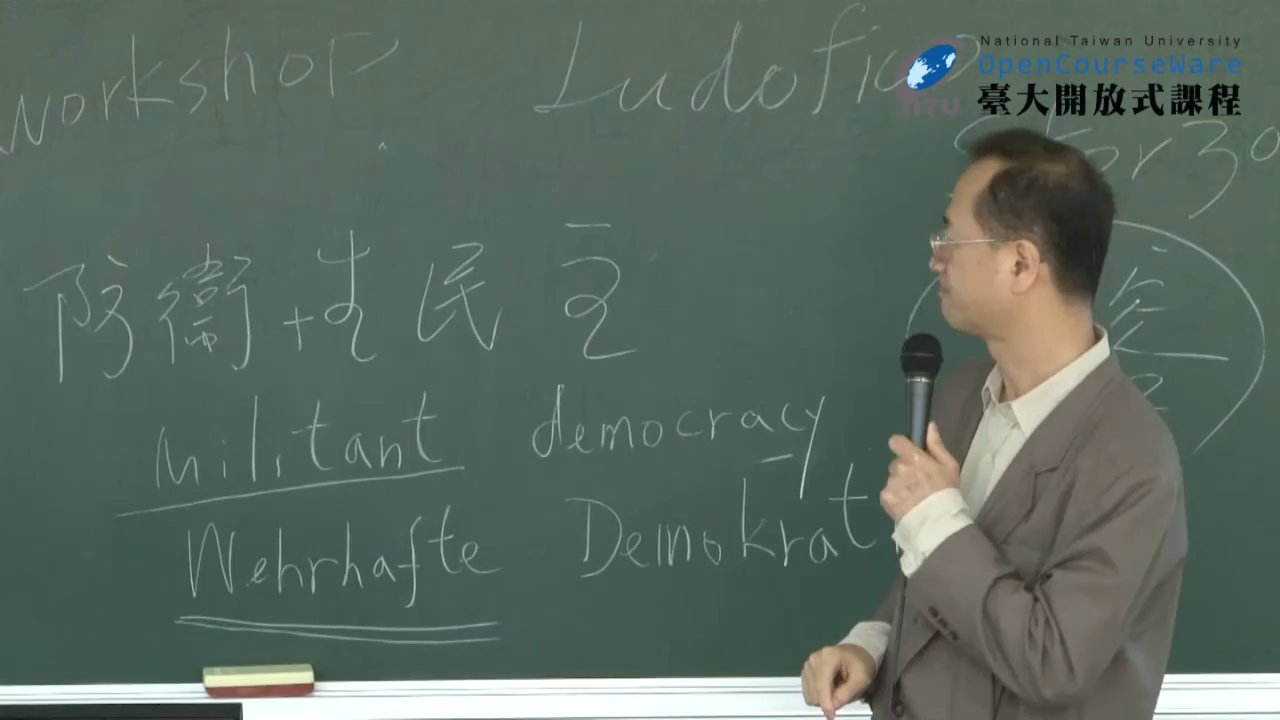 National Taiwan University
OpenCourseWare
臺大開放式課程
NTU
workshop
防衛性民主
militant democracy
Wehrhafte Demokrat